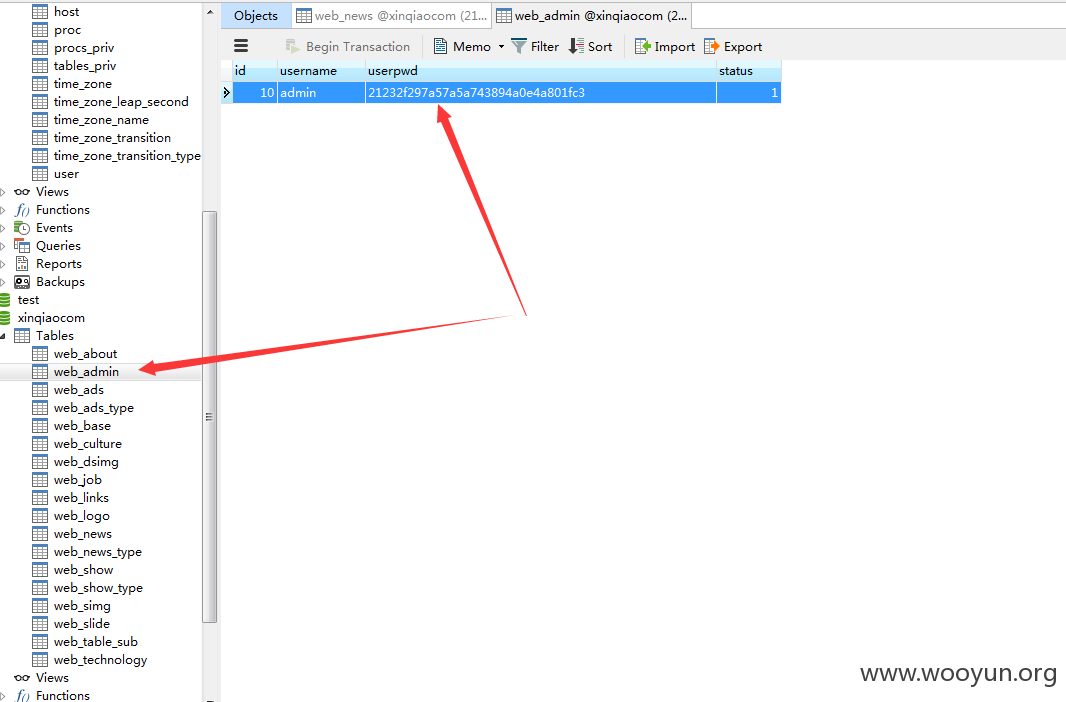 host
proc
procs_priv
tables_priv
time_zone
time_zone_leap_second
time_zone_name
time_zone_transition
time_zone_transition_type
user
Views
Functions
Events
Queries
Reports
Backups
test
xinqiaocom
Tables
web_about
web_admin
web_ads
web_ads_type
web_base
web_culture
web_dsimg
web_job
web_links
web_logo
web_news
web_news_type
web_show
web_show_type
web_simg
web_slide
web_table_sub
web_technology
Views
Functions
Objects web_news @xinqiaocom (21... web_admin @xinqiaocom (2...
Begin Transaction Memo Filter Sort Import Export
id username userpwd status
10 admin 21232f297a57a5a743894a0e4a801fc3 1
www.wooyun.org